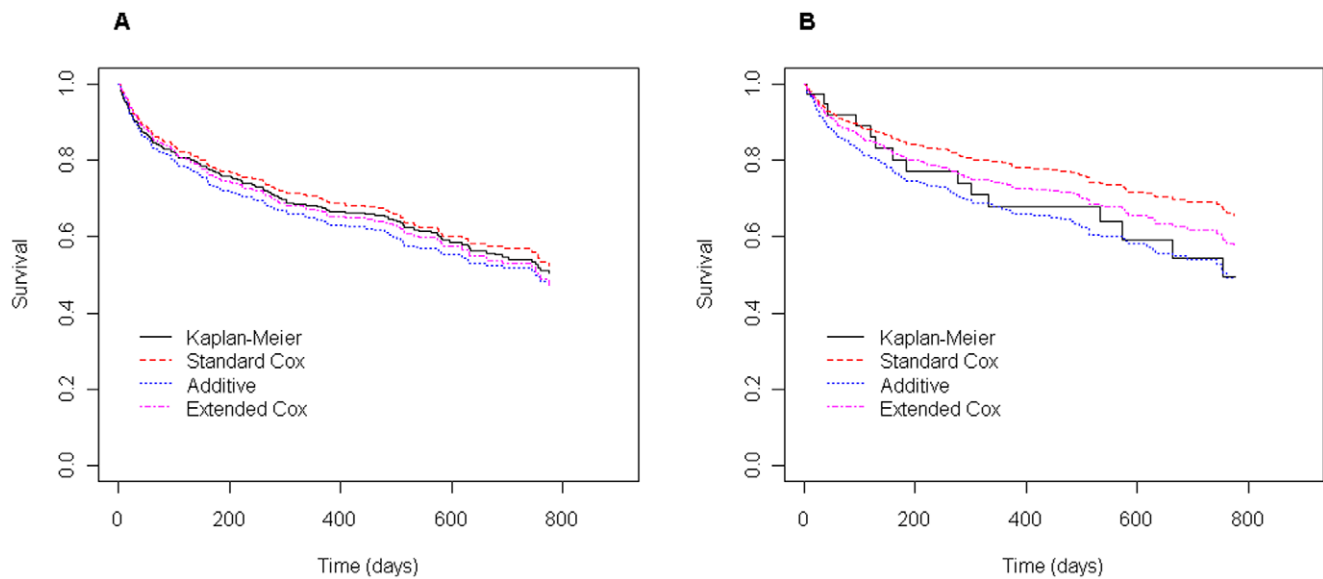 A
Survival
1.0
0.8
0.6
0.4
0.2
0.0
Kaplan-Meier
Standard Cox
Additive
Extended Cox
0 200 400 600 800
Time (days)
B
Survival
1.0
0.8
0.6
0.4
0.2
0.0
Kaplan-Meier
Standard Cox
Additive
Extended Cox
0 200 400 600 800
Time (days)